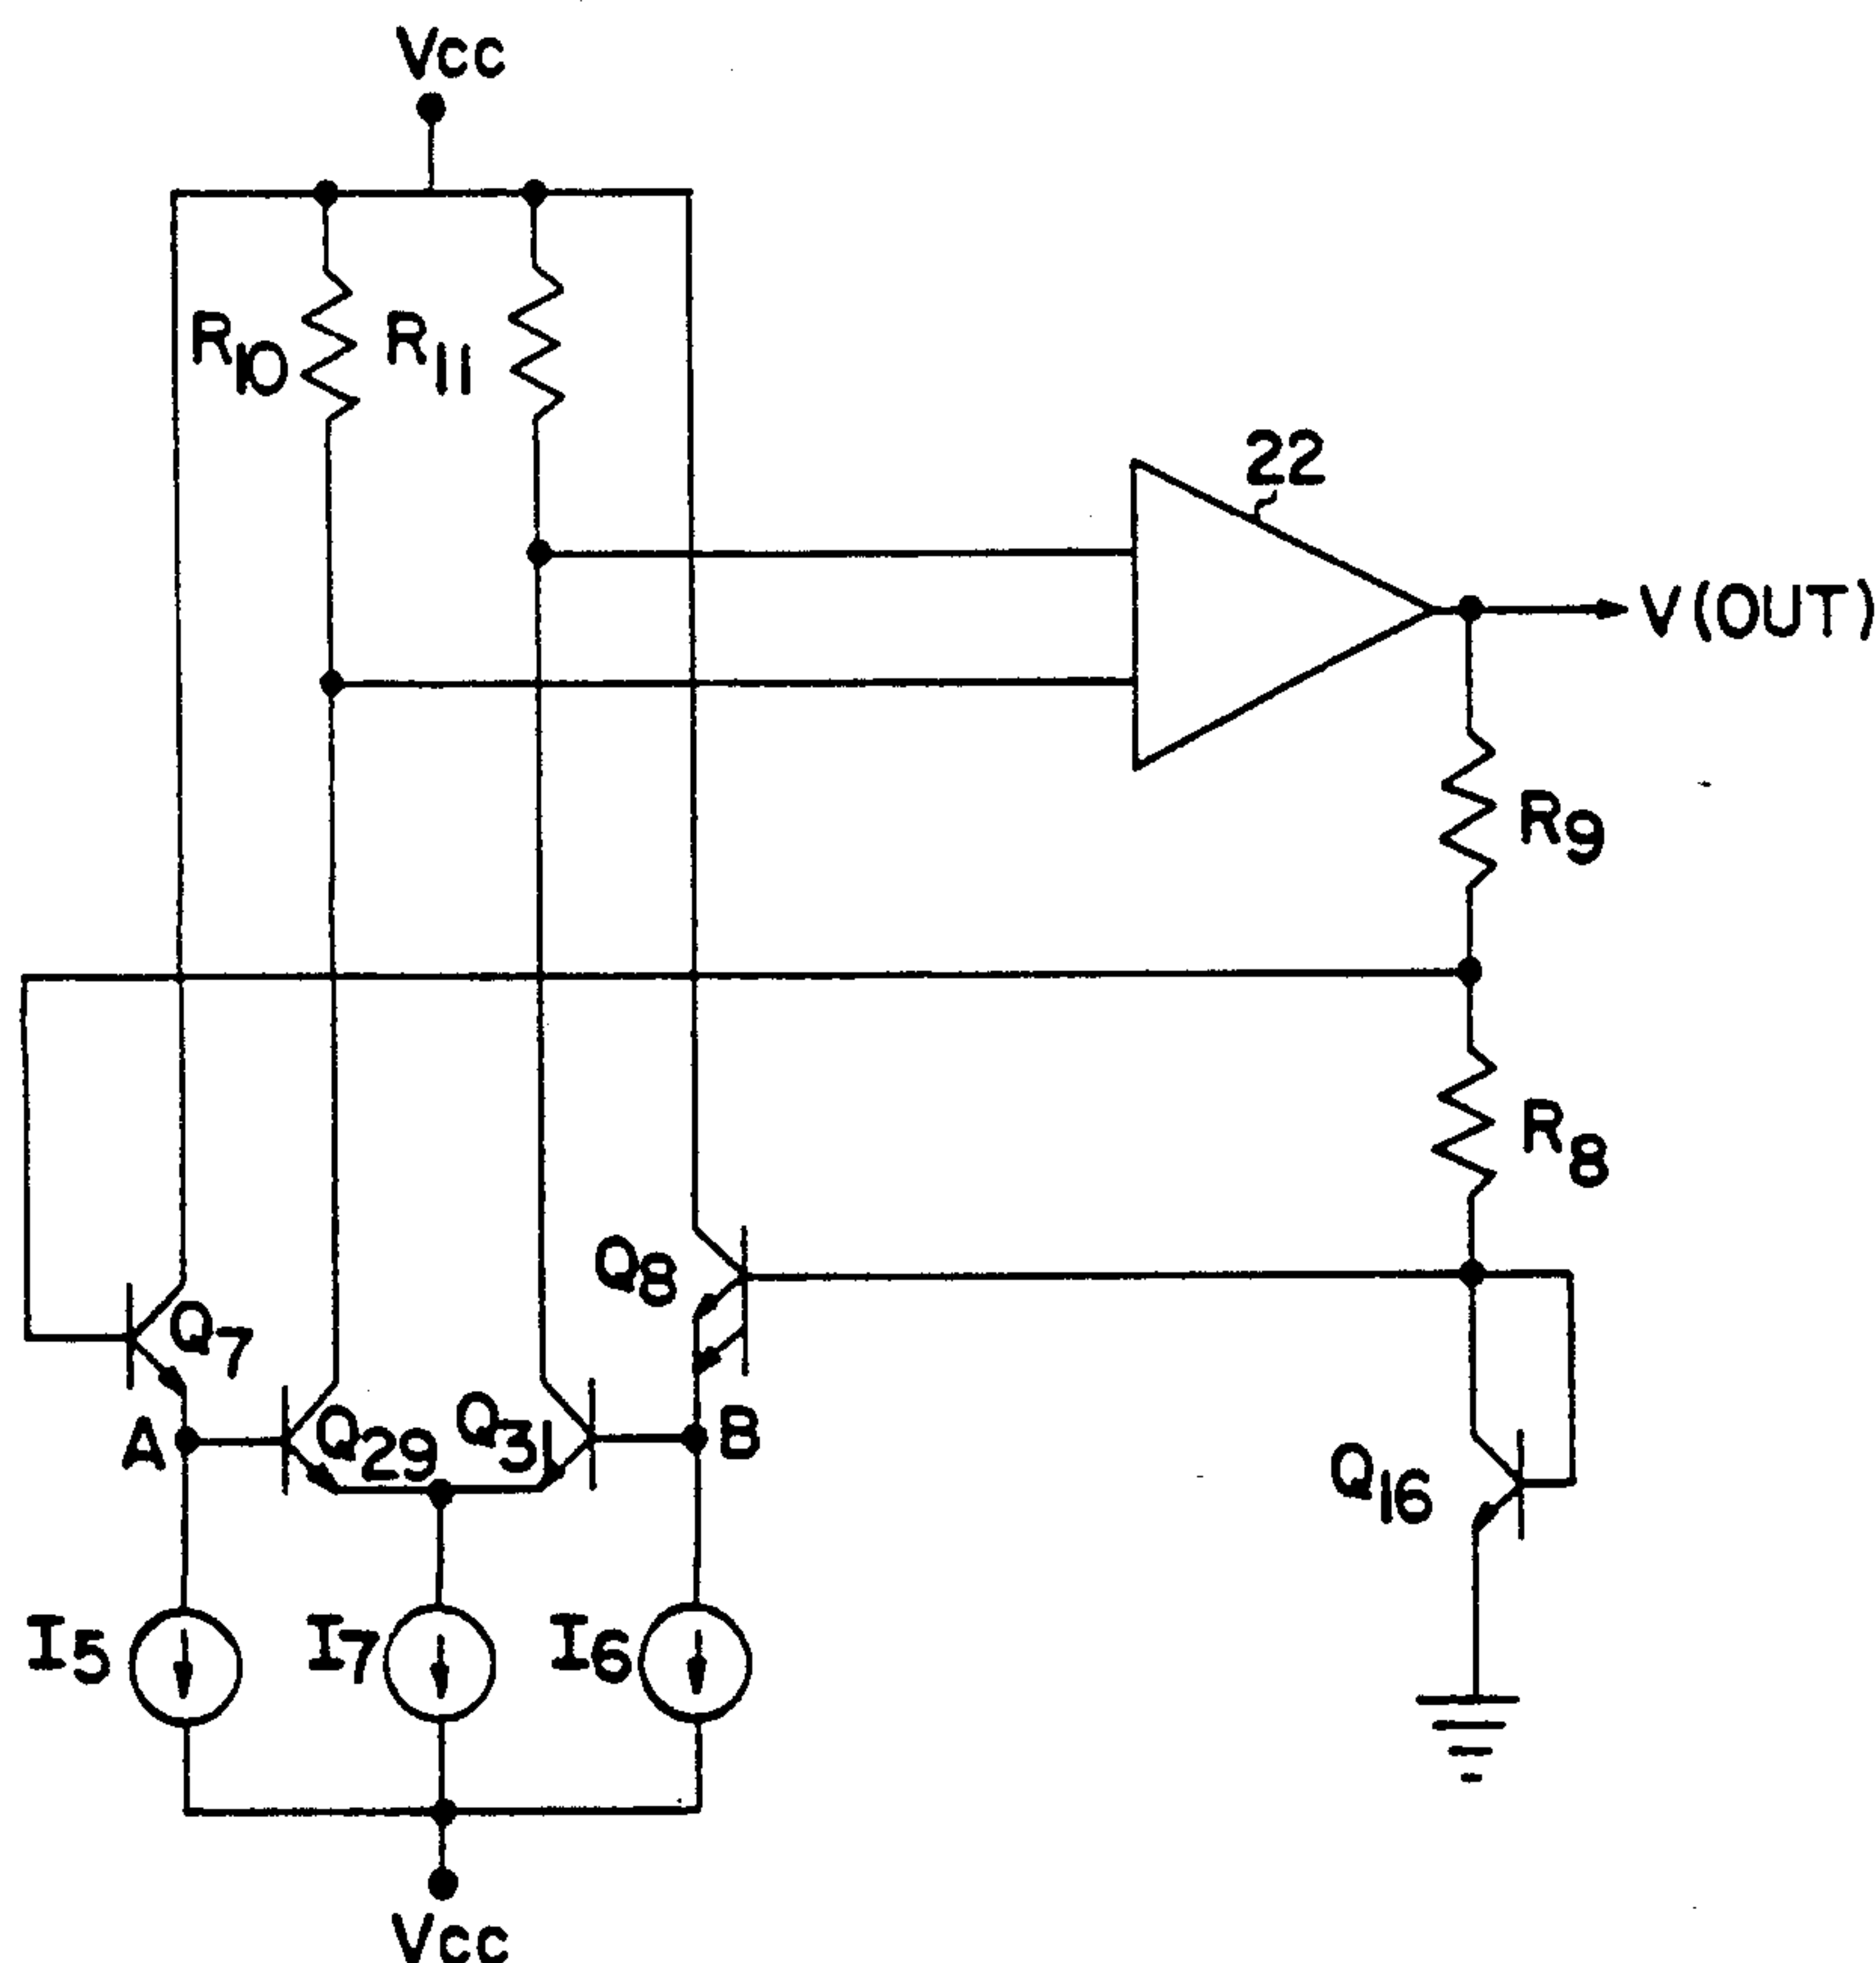 Vcc
R10
R11
22
V(OUT)
R9
R8
Q8
Q7
A
Q29
Q31
B
Q16
I5
I7
I6
Vcc